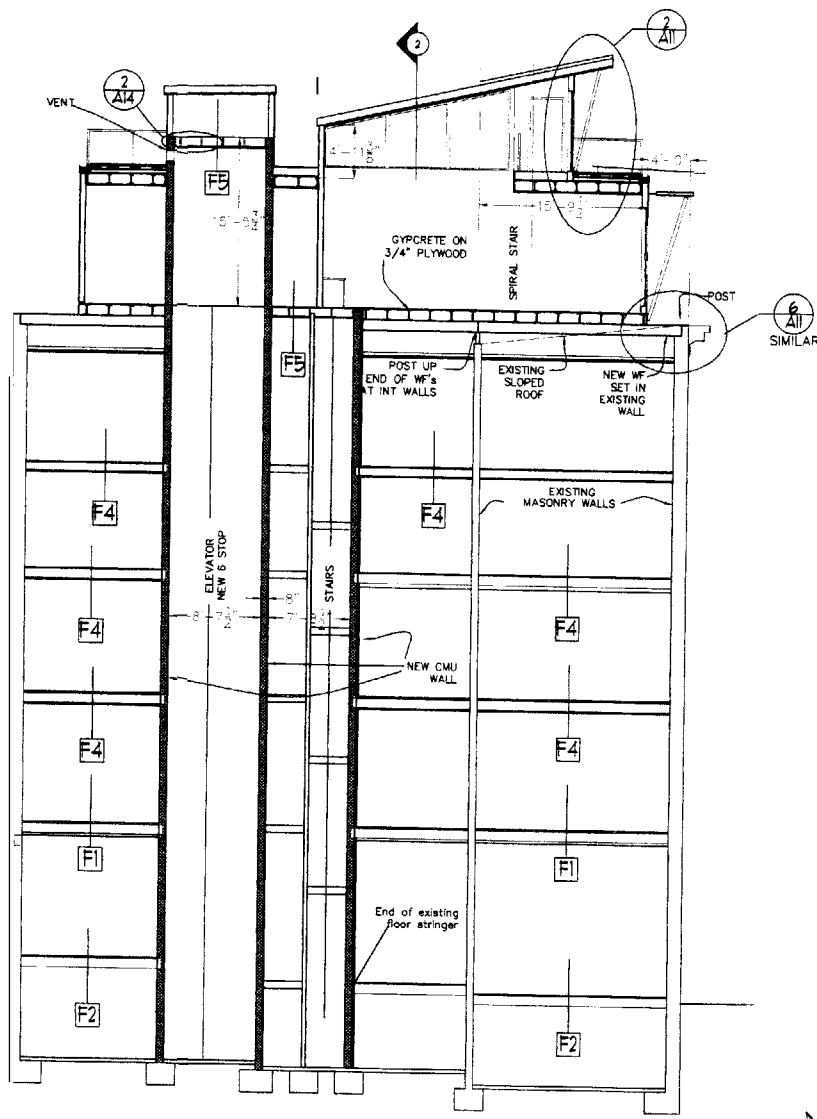 2
2
A11
2
A14
VENT
4'-0"
F5
GYPCRETE ON
3/4" PLYWOOD
SPIRAL STAIR
POST
6
A11
SIMILAR
F5
POST UP
END OF WF's
AT INT WALLS
EXISTING
SLOPED
ROOF
NEW WF
SET IN
EXISTING
WALL
F4
F4
EXISTING
MASONRY WALLS
ELEVATOR
NEW 6 STOP
STAIRS
8"
F4
F4
NEW CMU
WALL
F4
F4
F1
F1
End of existing
floor stringer
F2
F2